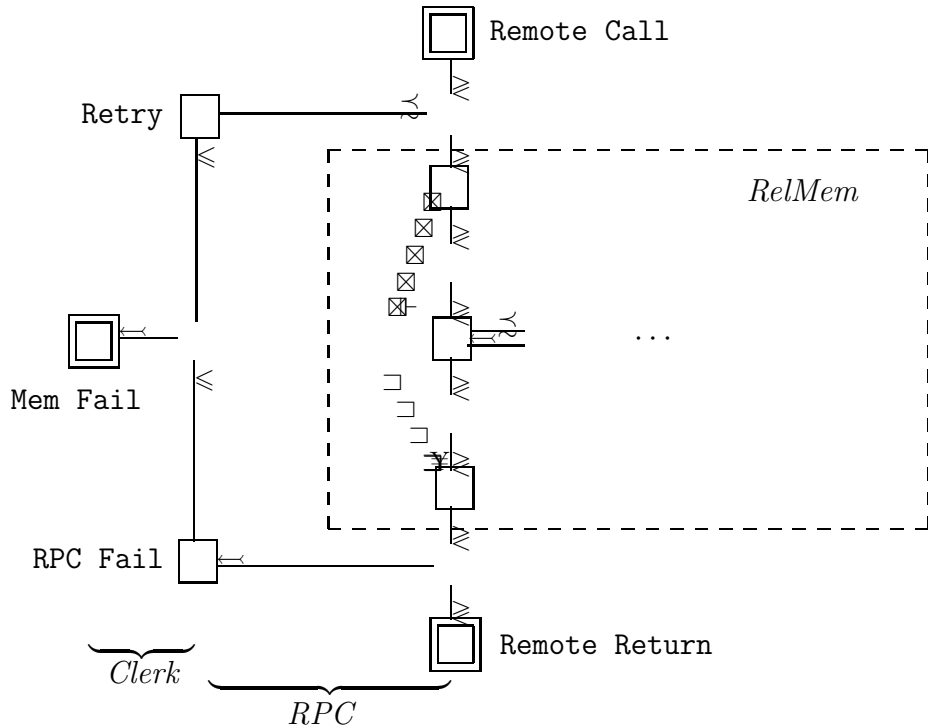 Remote Call
Retry
RelMem
...
Mem Fail
RPC Fail
Remote Return
Clerk
RPC